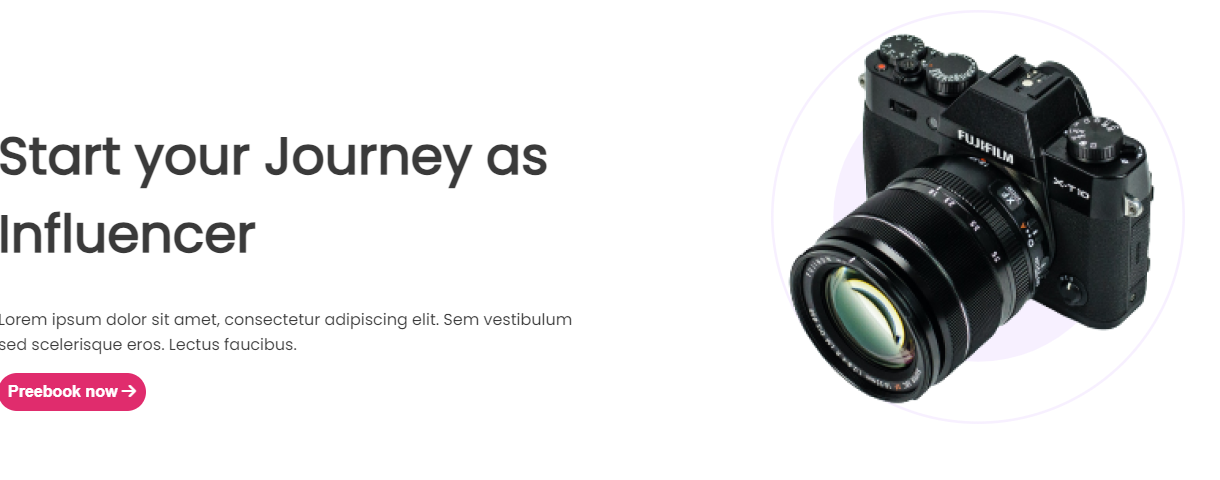 Start your Journey as
Influencer
Lorem ipsum dolor sit amet, consectetur adipiscing elit. Sem vestibulum
sed scelerisque eros. Lectus faucibus.
Preebook now →
FUJIFILM
X-T10
XF